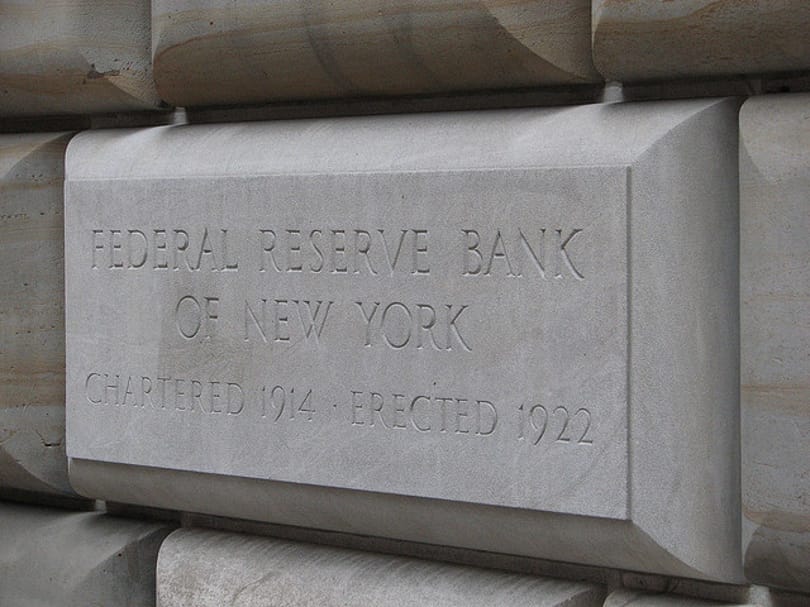 FEDERAL RESERVE BANK
OF NEW YORK
CHARTERED 1914 · ERECTED 1922